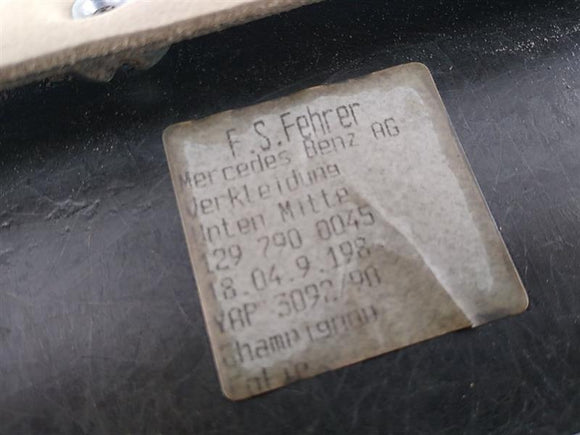 F.S.Fehrer
Mercedes Benz AG
Verkleidung
Unten Mitte
129 790 0045
18.04.9.198
YAP 3092/90
Champignon